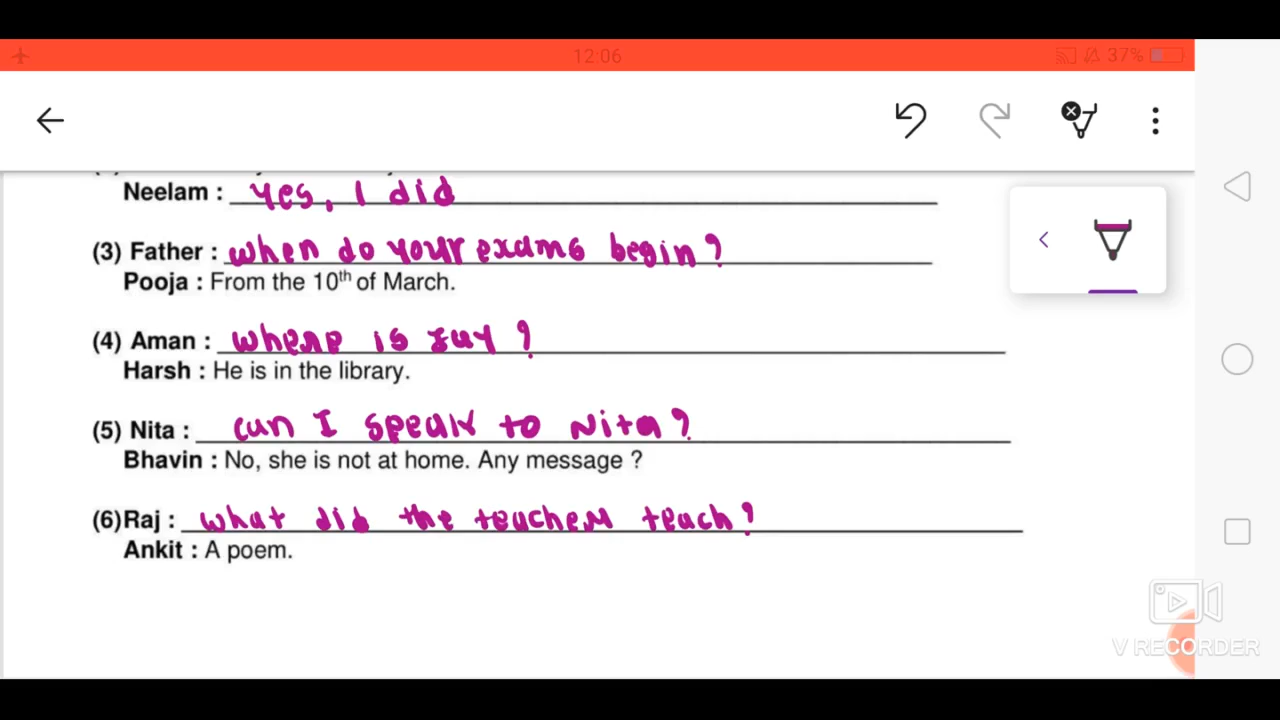 12:06
37%
Neelam : Yes, I did
(3) Father : when do your exams begin?
Pooja : From the 10th of March.
(4) Aman : where is jay ?
Harsh : He is in the library.
(5) Nita : can I speak to Nita?
Bhavin : No, she is not at home. Any message ?
(6)Raj : what did the teacher teach?
Ankit : A poem.
V RECORDER